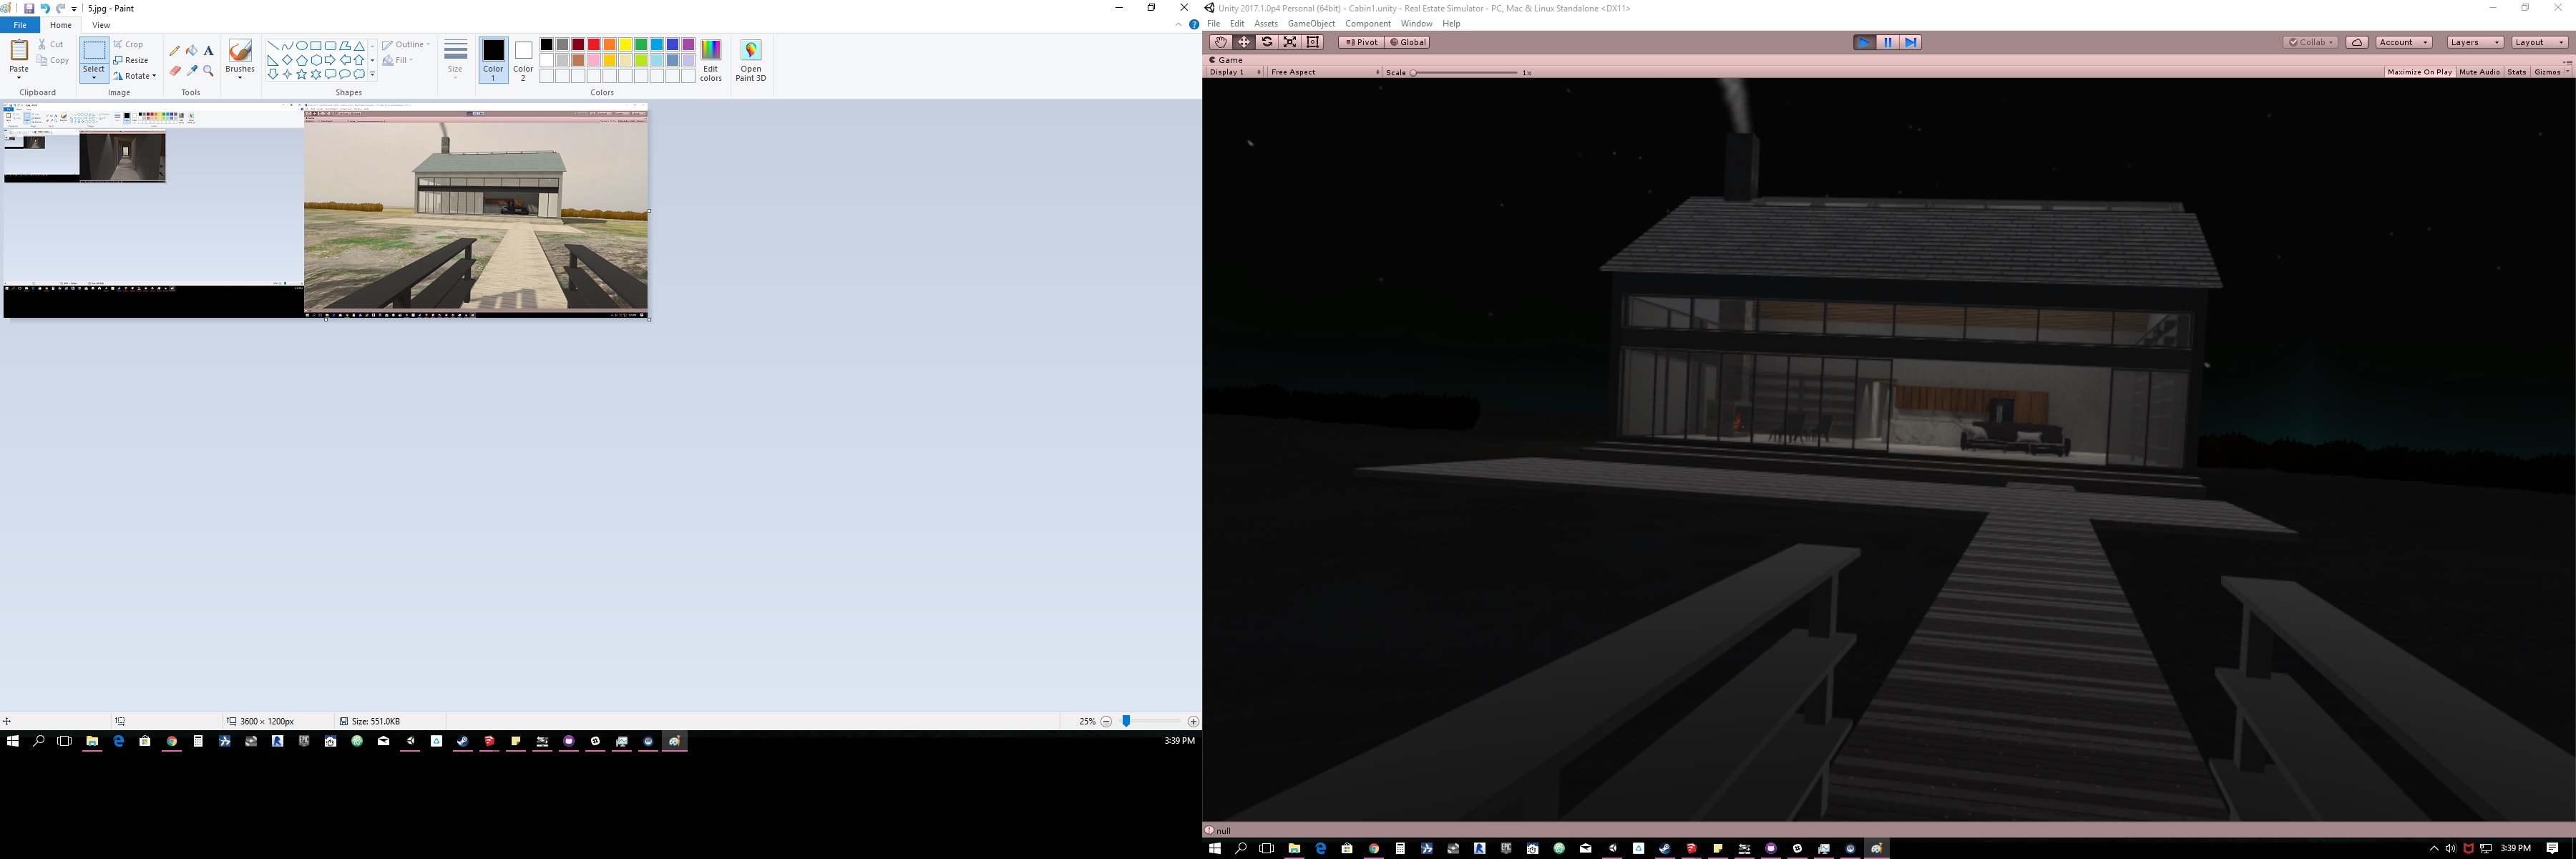 5.jpg - Paint
File Home View
Paste
Cut
Copy
Clipboard
Select
Crop
Resize
Rotate
Image
Tools
Brushes
Shapes
Outline
Fill
Size
Color 1
Color 2
Colors
Edit colors
Open Paint 3D
3600 × 1200px
Size: 551.0KB
25%
3:39 PM
Unity 2017.1.0p4 Personal (64bit) - Cabin1.unity - Real Estate Simulator - PC, Mac & Linux Standalone <DX11>
File Edit Assets GameObject Component Window Help
Pivot Global
Collab Account Layers Layout
Game
Display 1 Free Aspect Scale 1x Maximize On Play Mute Audio Stats Gizmos
null
3:39 PM